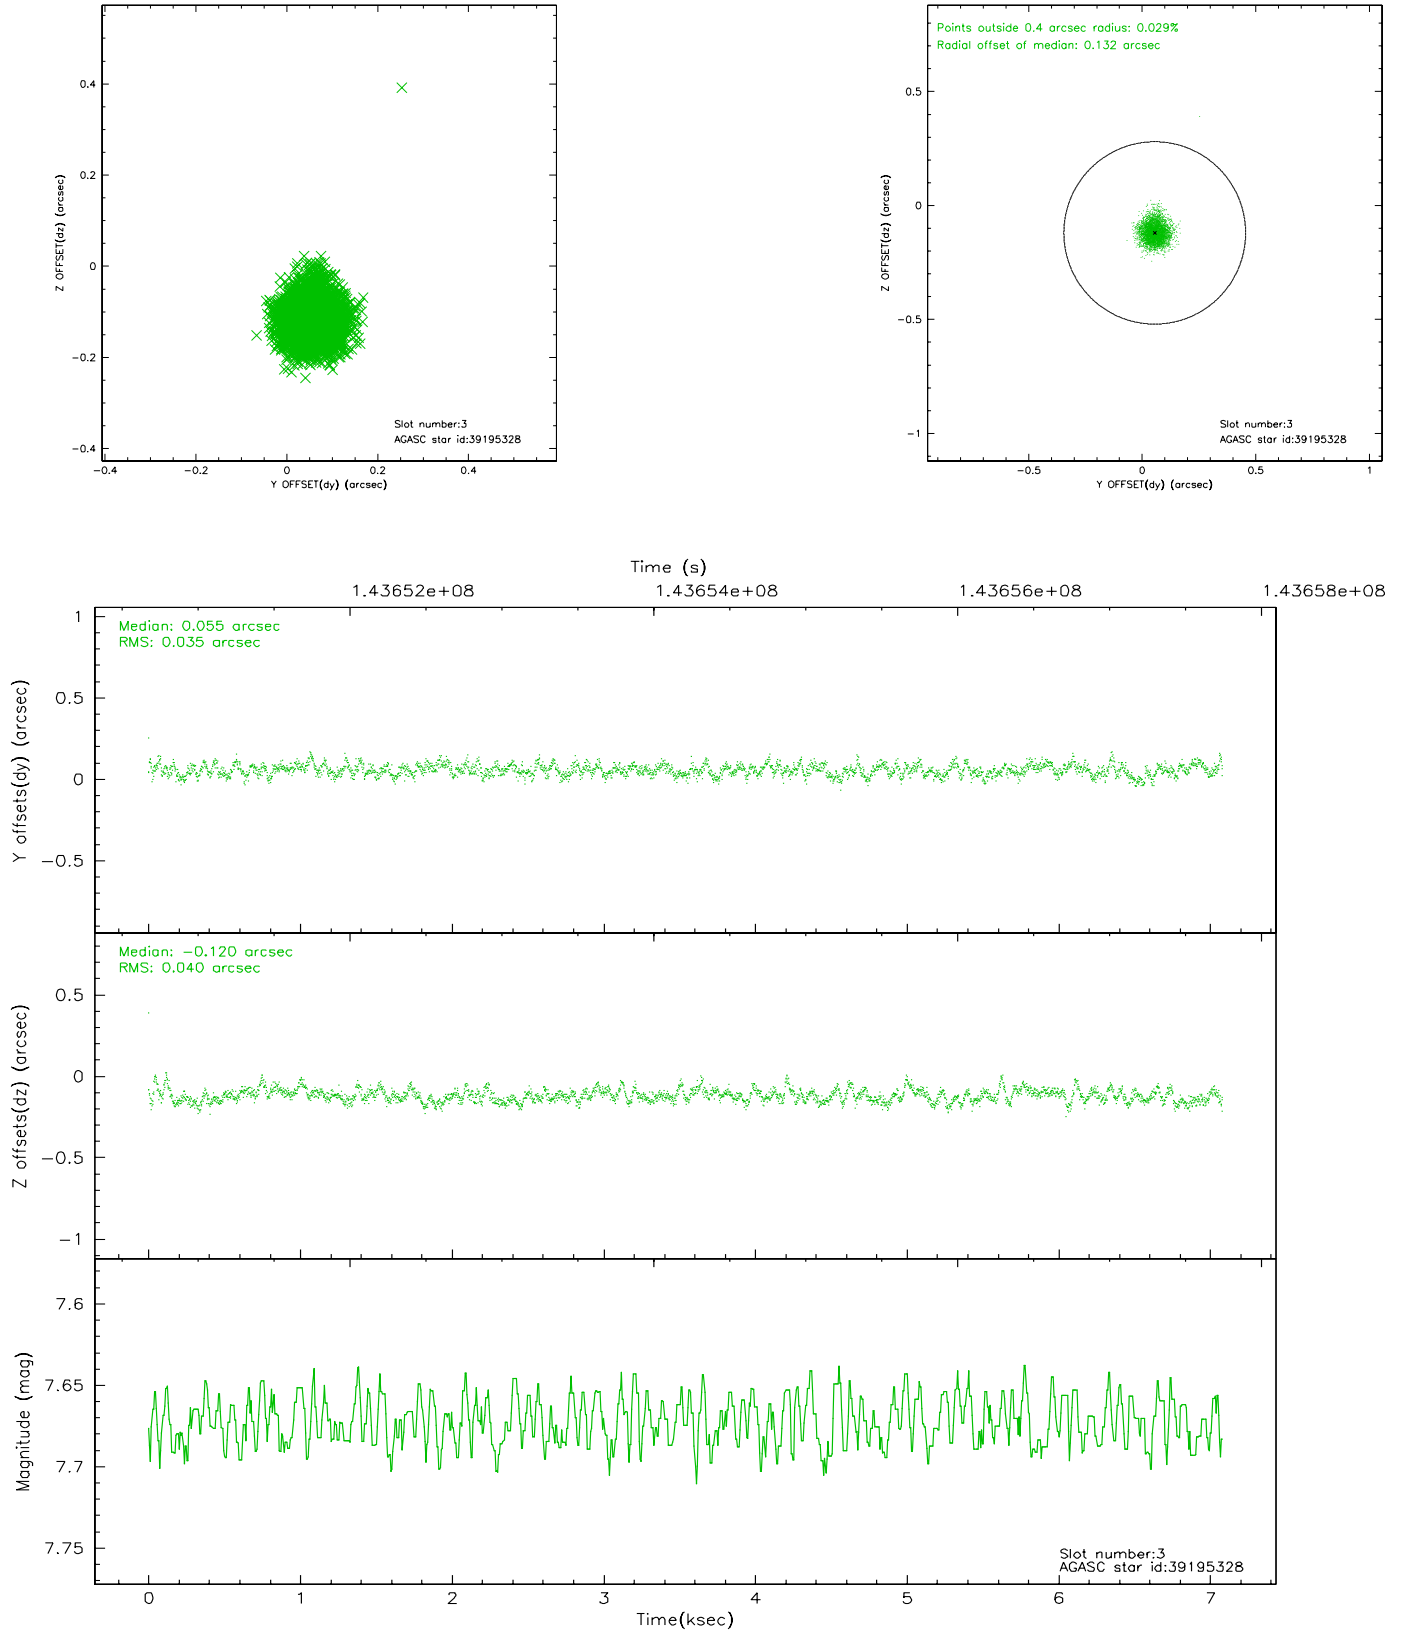 0.4
0.2
0
−0.2
−0.4
Z OFFSET(dz) (arcsec)
Slot number:3
AGASC star id:39195328
−0.4 −0.2 0 0.2 0.4
Y OFFSET(dy) (arcsec)
Points outside 0.4 arcsec radius: 0.029%
Radial offset of median: 0.132 arcsec
0.5
0
−0.5
−1
Z OFFSET(dz) (arcsec)
Slot number:3
AGASC star id:39195328
−0.5 0 0.5 1
Y OFFSET(dy) (arcsec)
Time (s)
1.43652e+08 1.43654e+08 1.43656e+08 1.43658e+08
Median: 0.055 arcsec
RMS: 0.035 arcsec
1
0.5
0
−0.5
Y offsets(dy) (arcsec)
Median: −0.120 arcsec
RMS: 0.040 arcsec
0.5
0
−0.5
−1
Z offsets(dz) (arcsec)
7.6
7.65
7.7
7.75
Magnitude (mag)
Slot number:3
AGASC star id:39195328
0 1 2 3 4 5 6 7
Time(ksec)